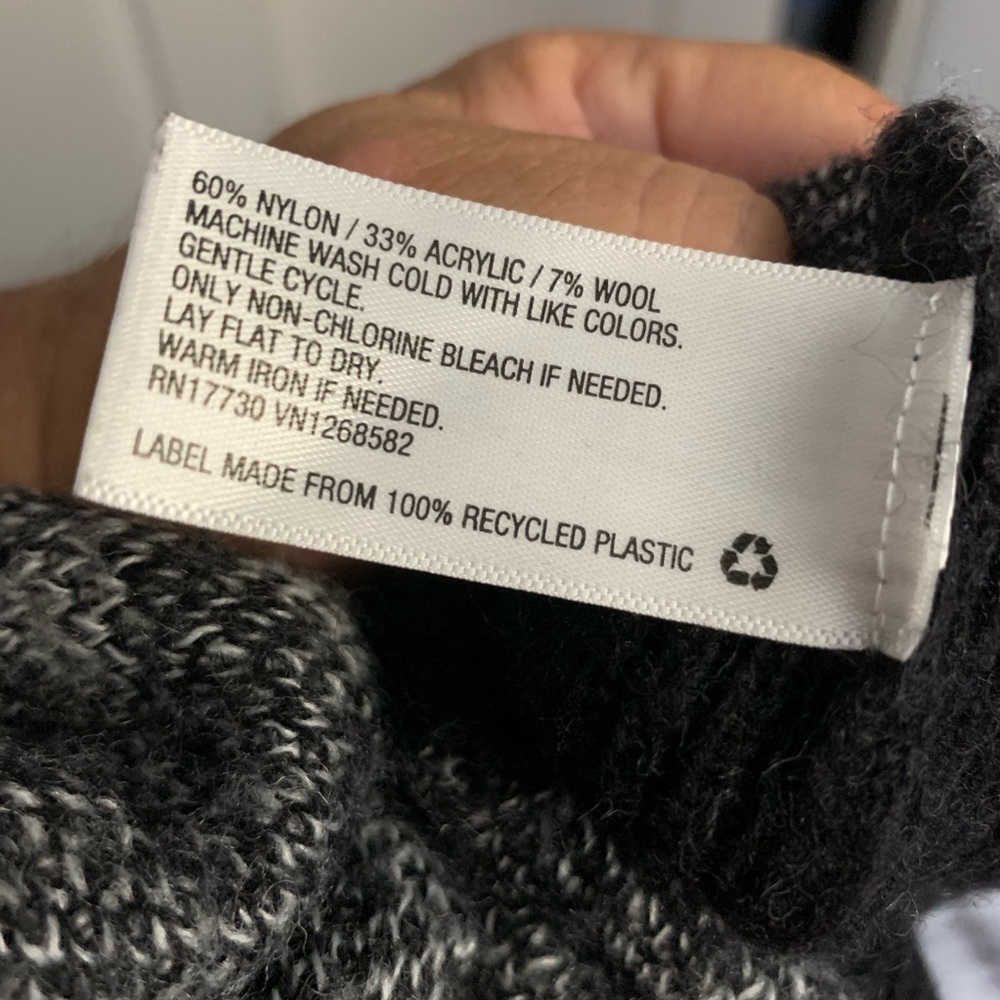 60% NYLON / 33% ACRYLIC / 7% WOOL
MACHINE WASH COLD WITH LIKE COLORS.
GENTLE CYCLE.
ONLY NON-CHLORINE BLEACH IF NEEDED.
LAY FLAT TO DRY.
WARM IRON IF NEEDED.
RN17730 VN1268582
LABEL MADE FROM 100% RECYCLED PLASTIC